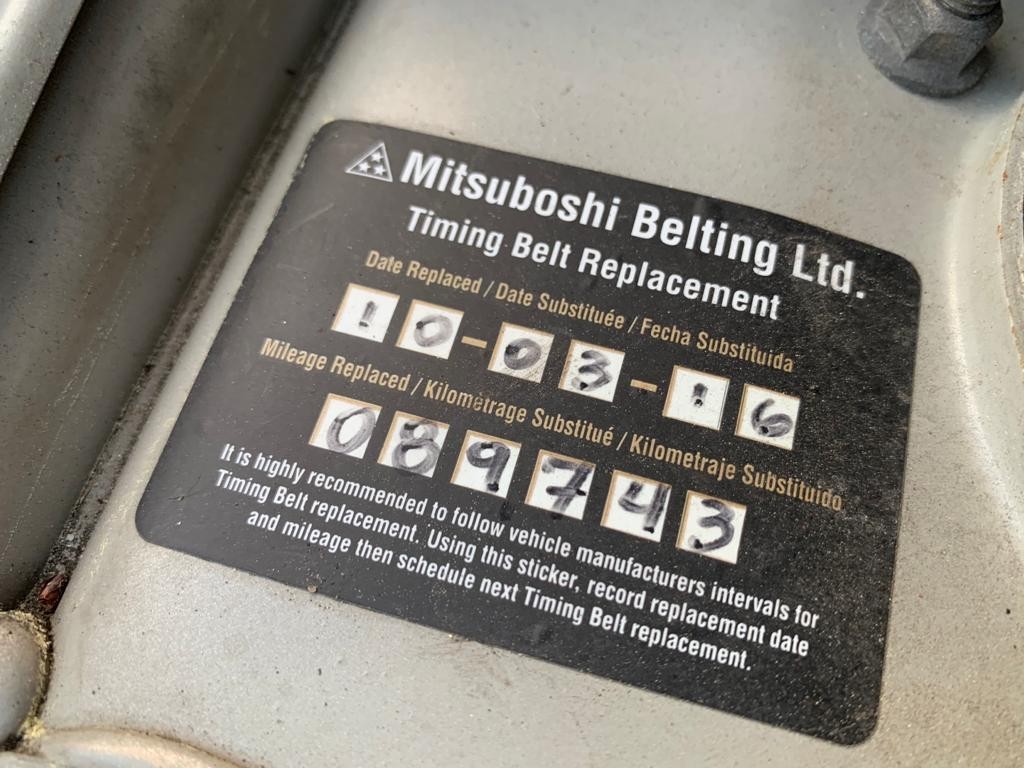 Mitsuboshi Belting Ltd.
Timing Belt Replacement
Date Replaced / Date Substituée / Fecha Substituida
10-03-16
Mileage Replaced / Kilométrage Substitué / Kilometraje Substituido
089743
It is highly recommended to follow vehicle manufacturers intervals for
Timing Belt replacement. Using this sticker, record replacement date
and mileage then schedule next Timing Belt replacement.